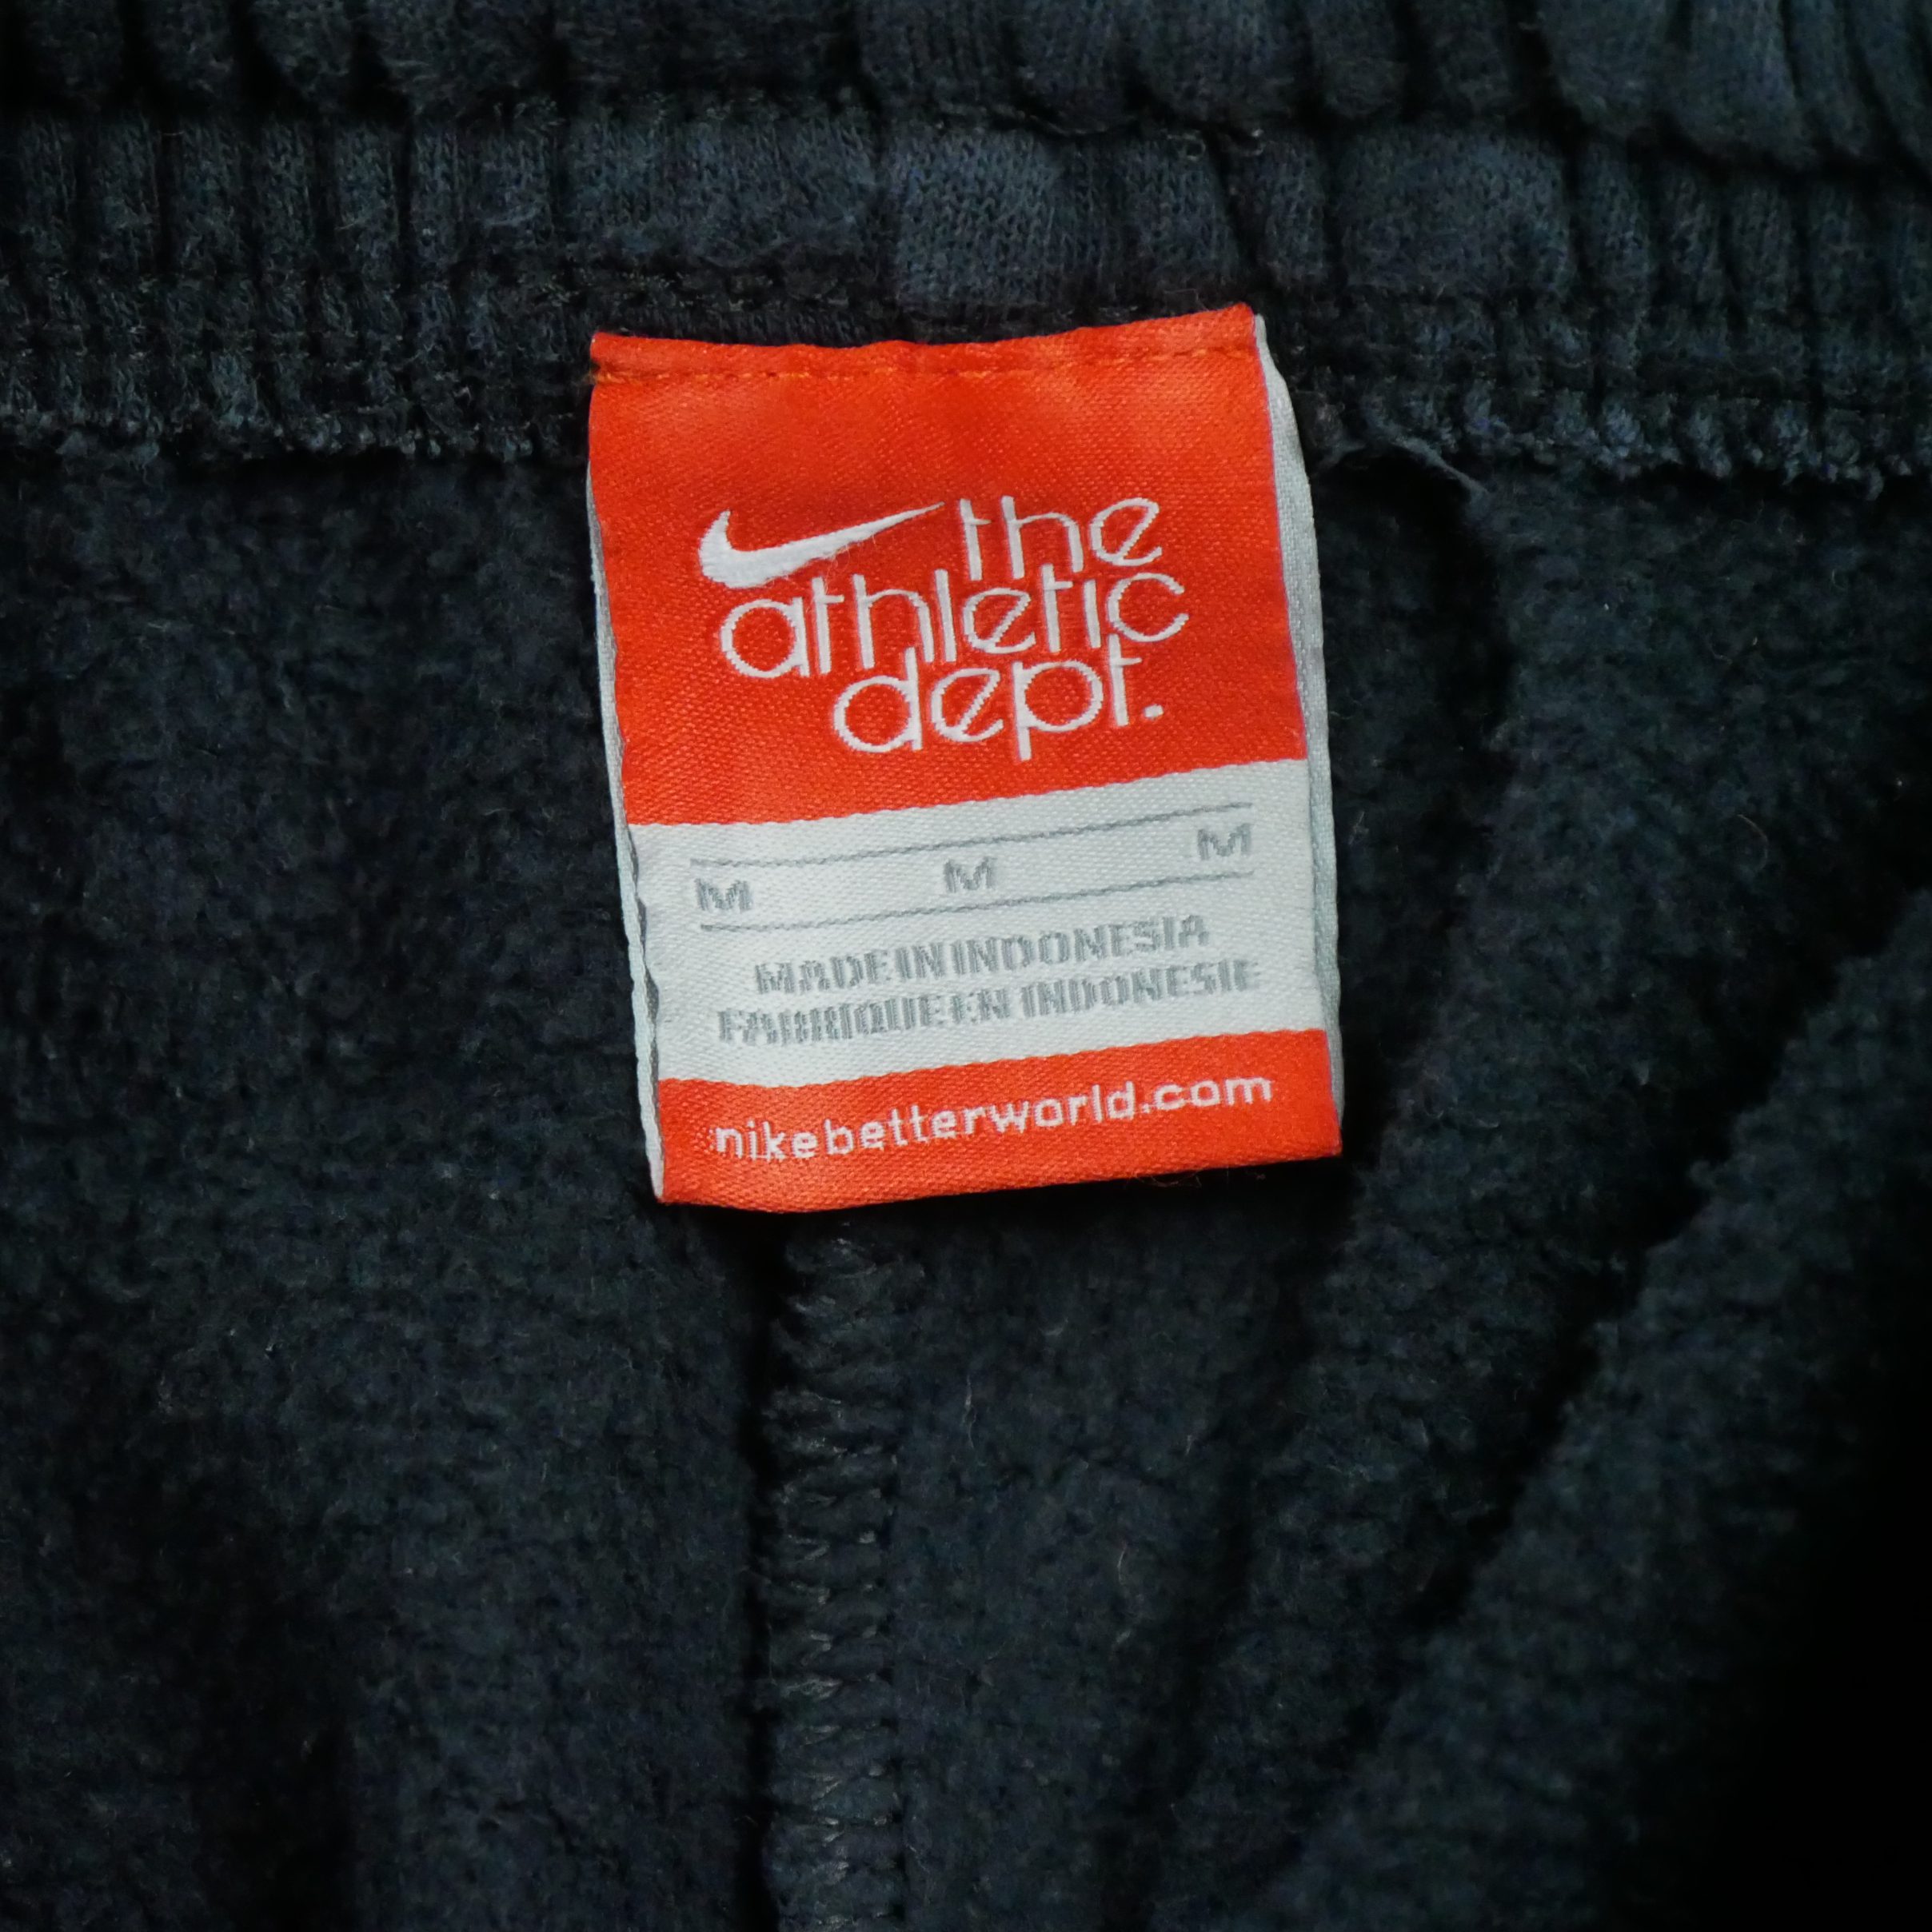 the
athletic
dept.
M M M
MADE IN INDONESIA
FABRIQUE EN INDONESIE
nikebetterworld.com